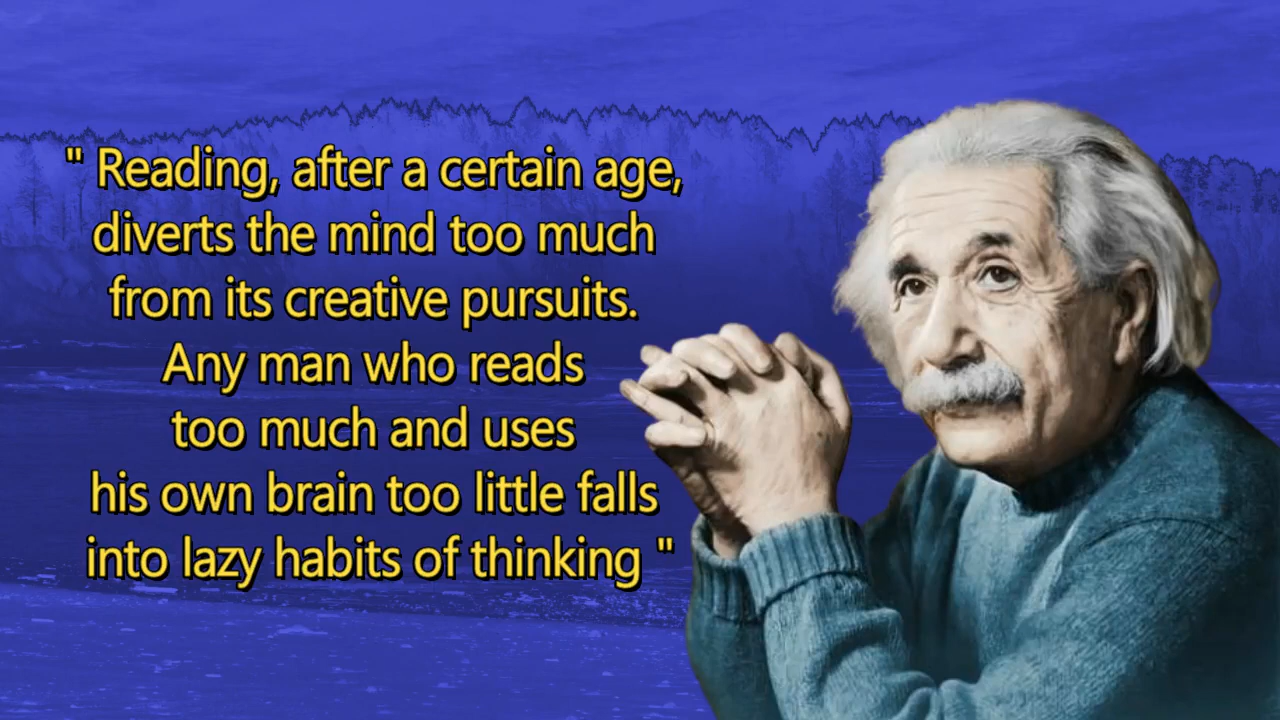 " Reading, after a certain age,
diverts the mind too much
from its creative pursuits.
Any man who reads
too much and uses
his own brain too little falls
into lazy habits of thinking "